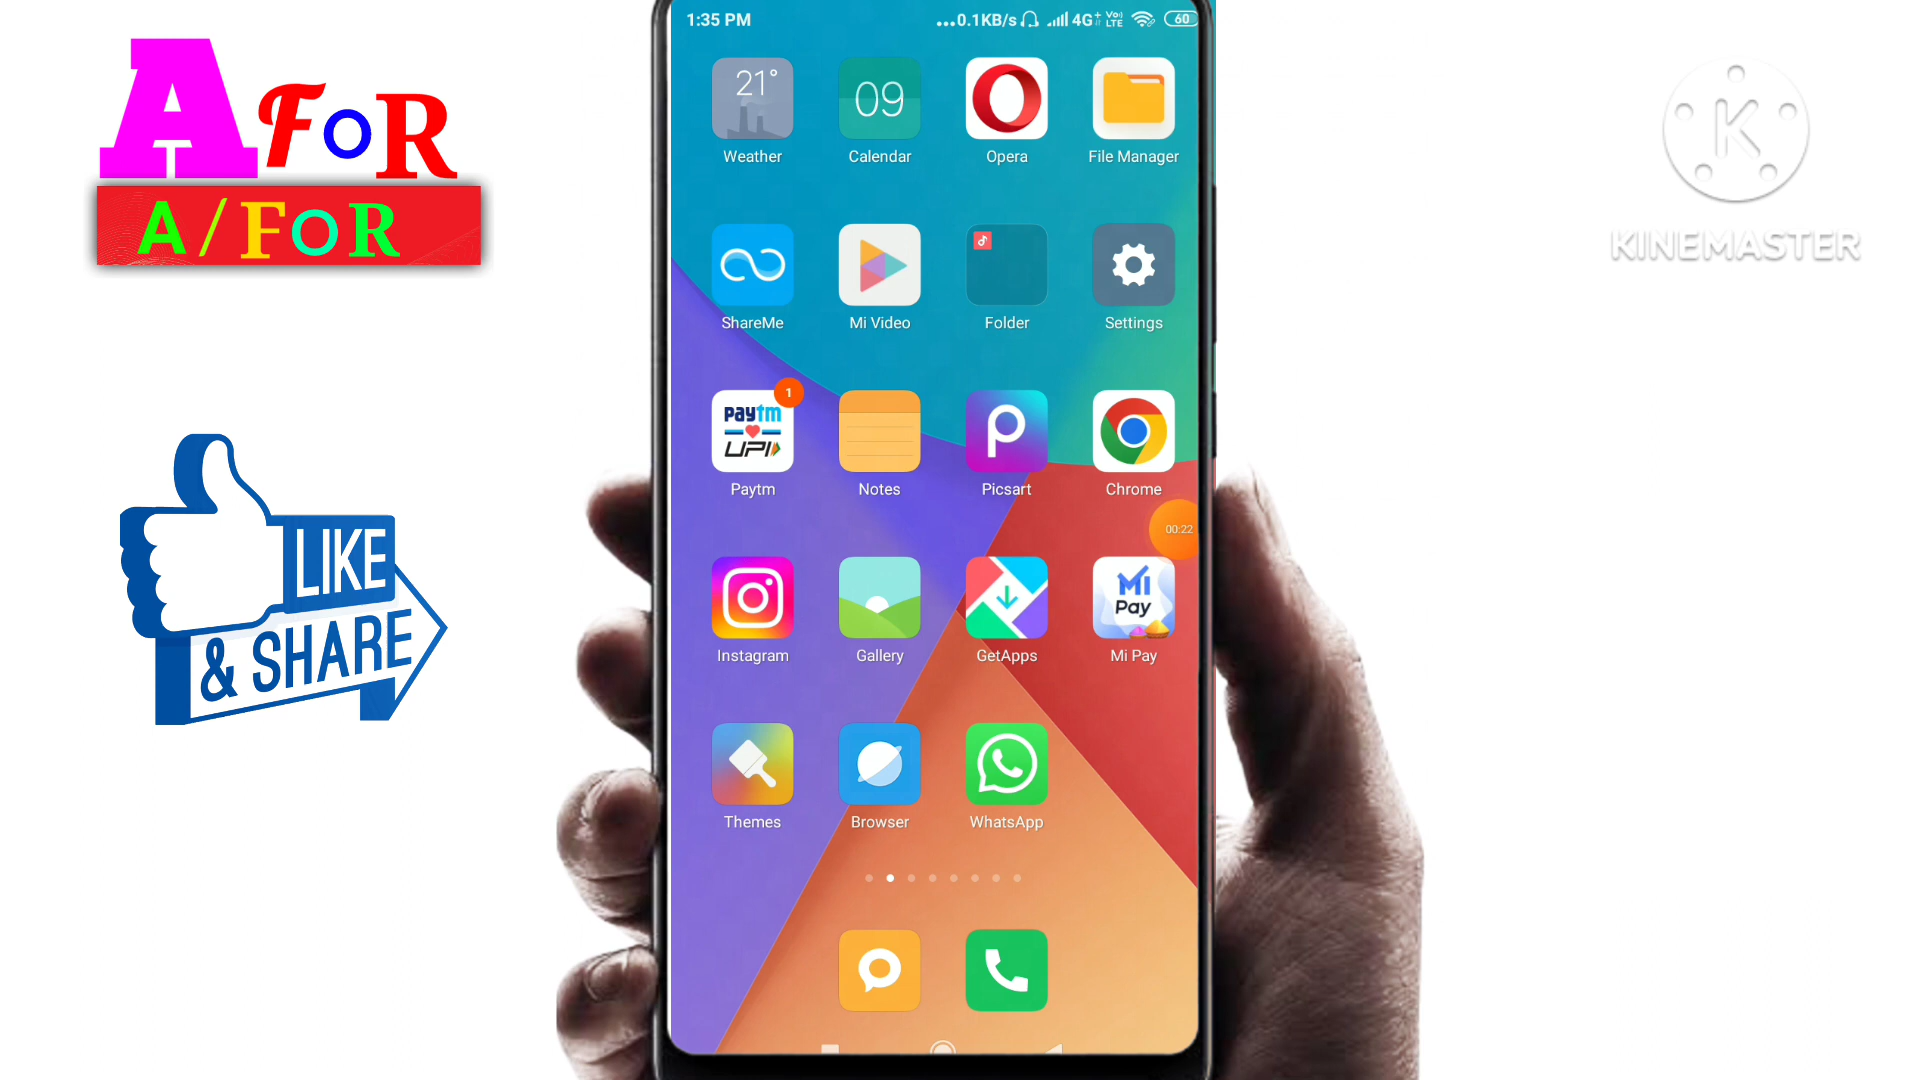 A FoR
A/FoR
LIKE
& SHARE
1:35 PM
...0.1KB/s 4G+ Vo) LTE 60
21° 09
Weather Calendar Opera File Manager
ShareMe Mi Video Folder Settings
1
paytm
UPI
P
Paytm Notes Picsart Chrome
00:22
MI
Pay
Instagram Gallery GetApps Mi Pay
Themes Browser WhatsApp
K
KINEMASTER